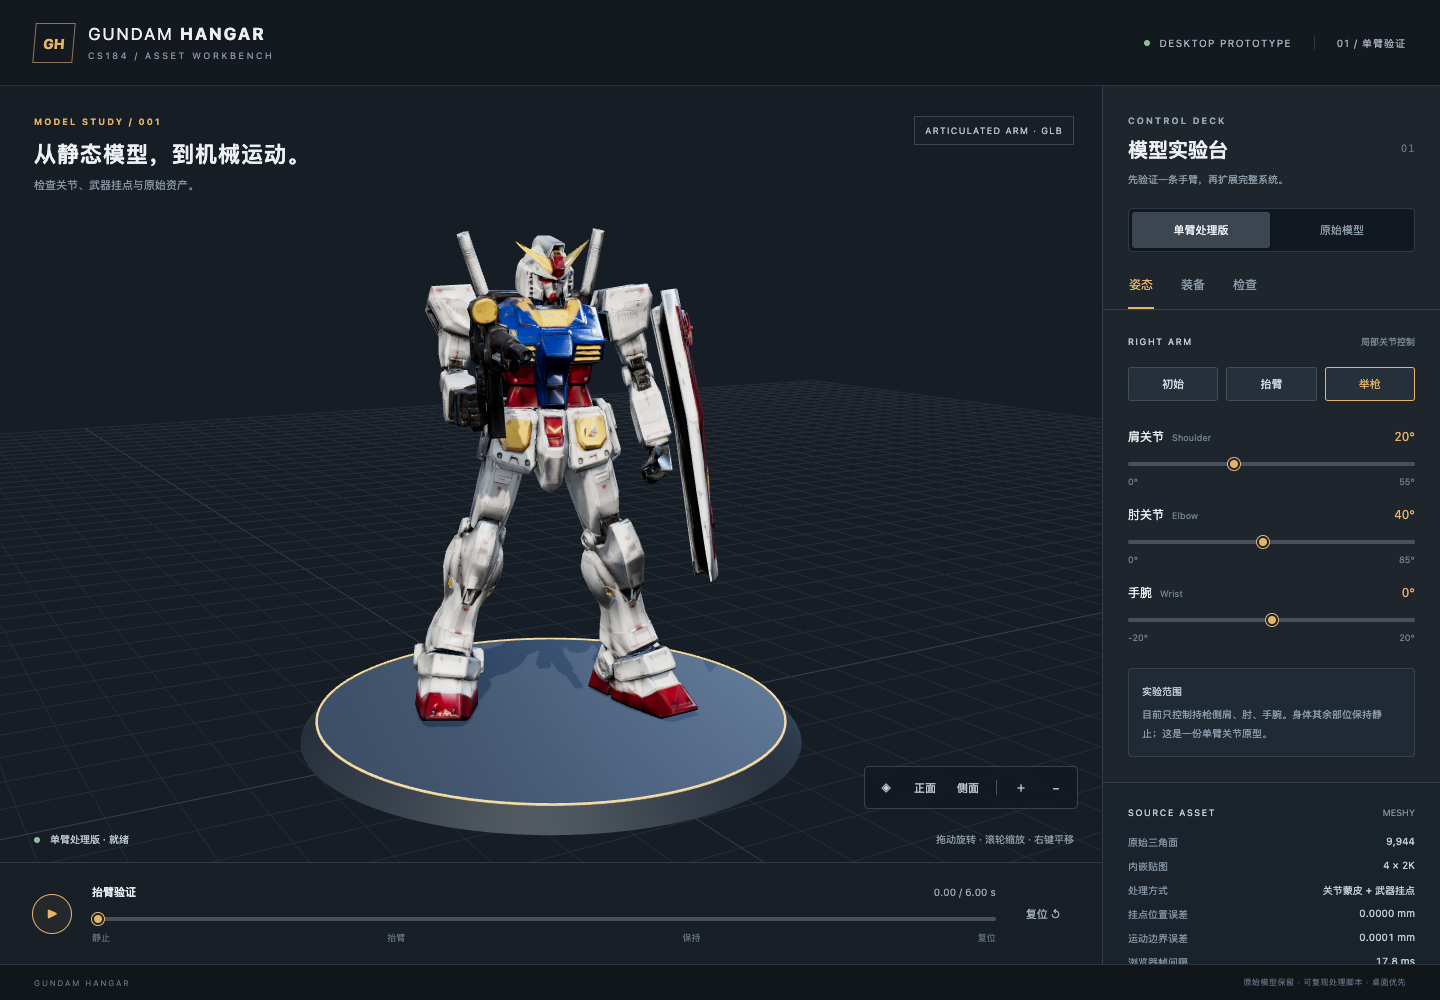 GH
GUNDAM HANGAR
CS184 / ASSET WORKBENCH
DESKTOP PROTOTYPE
01 / 单臂验证
MODEL STUDY / 001
从静态模型，到机械运动。
检查关节、武器挂点与原始资产。
ARTICULATED ARM · GLB
正面 侧面 + −
单臂处理版 · 就绪
拖动旋转 · 滚轮缩放 · 右键平移
抬臂验证
0.00 / 6.00 s
静止 抬臂 保持 复位
复位
CONTROL DECK
模型实验台
01
先验证一条手臂，再扩展完整系统。
单臂处理版 原始模型
姿态 装备 检查
RIGHT ARM 局部关节控制
初始 抬臂 举枪
肩关节 Shoulder 20°
0° 55°
肘关节 Elbow 40°
0° 85°
手腕 Wrist 0°
-20° 20°
实验范围
目前只控制持枪侧肩、肘、手腕。身体其余部位保持静
止；这是一份单臂关节原型。
SOURCE ASSET MESHY
原始三角面 9,944
内嵌贴图 4 × 2K
处理方式 关节蒙皮 + 武器挂点
挂点位置误差 0.0000 mm
运动边界误差 0.0001 mm
浏览器帧间隔 17.8 ms
GUNDAM HANGAR
原始模型保留 · 可复现处理脚本 · 桌面优先